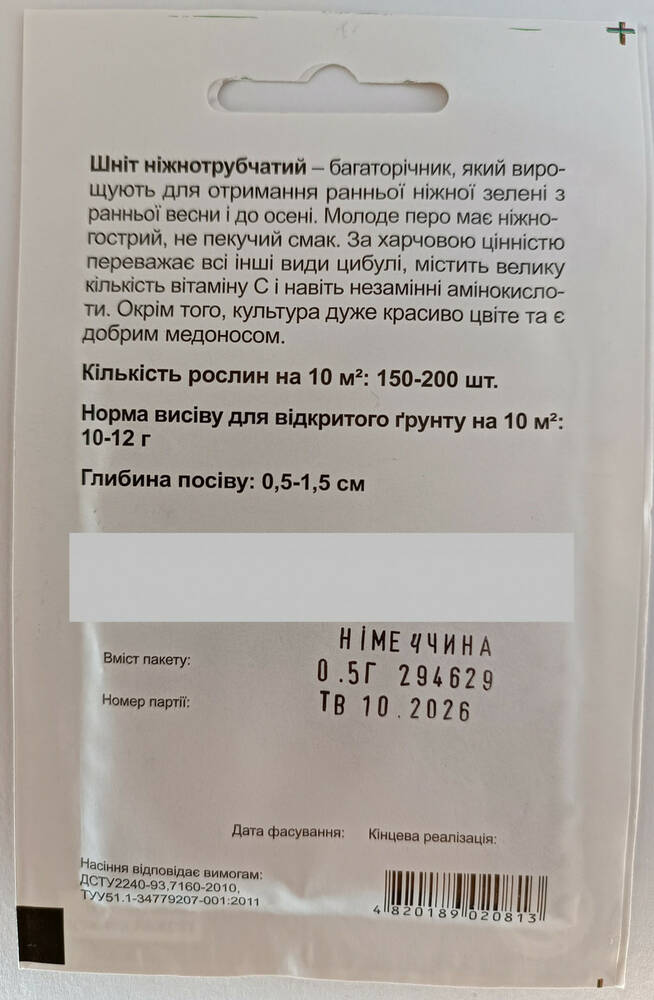 Шніт ніжнотрубчатий – багаторічник, який виро-
щують для отримання ранньої ніжної зелені з
ранньої весни і до осені. Молоде перо має ніжно-
гострий, не пекучий смак. За харчовою цінністю
переважає всі інші види цибулі, містить велику
кількість вітаміну С і навіть незамінні амінокисло-
ти. Окрім того, культура дуже красиво цвіте та є
добрим медоносом.
Кількість рослин на 10 м²: 150-200 шт.
Норма висіву для відкритого ґрунту на 10 м²:
10-12 г
Глибина посіву: 0,5-1,5 см
НІМЕЧЧИНА
Вміст пакету:
0.5Г 294629
Номер партії:
ТВ 10.2026
Дата фасування: Кінцева реалізація:
Насіння відповідає вимогам:
ДСТУ2240-93,7160-2010,
ТУУ51.1-34779207-001:2011
4 820189 020813